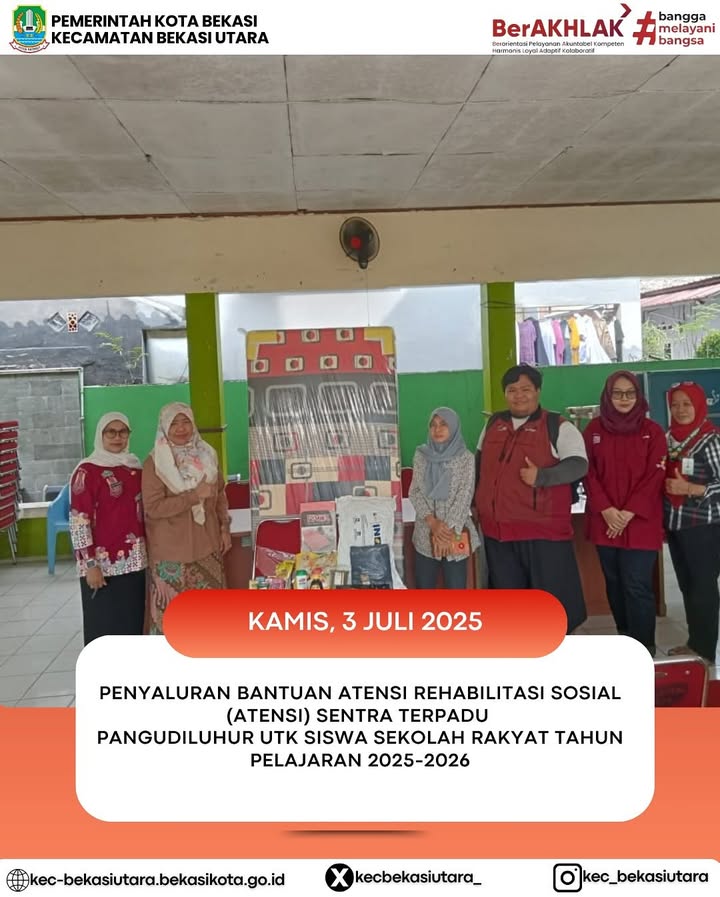 PEMERINTAH KOTA BEKASI
KECAMATAN BEKASI UTARA
BerAKHLAK
Berorientasi Pelayanan Akuntabel Kompeten
Harmonis Loyal Adaptif Kolaboratif
# bangga
melayani
bangsa
KAMIS, 3 JULI 2025
PENYALURAN BANTUAN ATENSI REHABILITASI SOSIAL
(ATENSI) SENTRA TERPADU
PANGUDILUHUR UTK SISWA SEKOLAH RAKYAT TAHUN
PELAJARAN 2025-2026
kec-bekasiutara.bekasikota.go.id
kecbekasiutara_
kec_bekasiutara